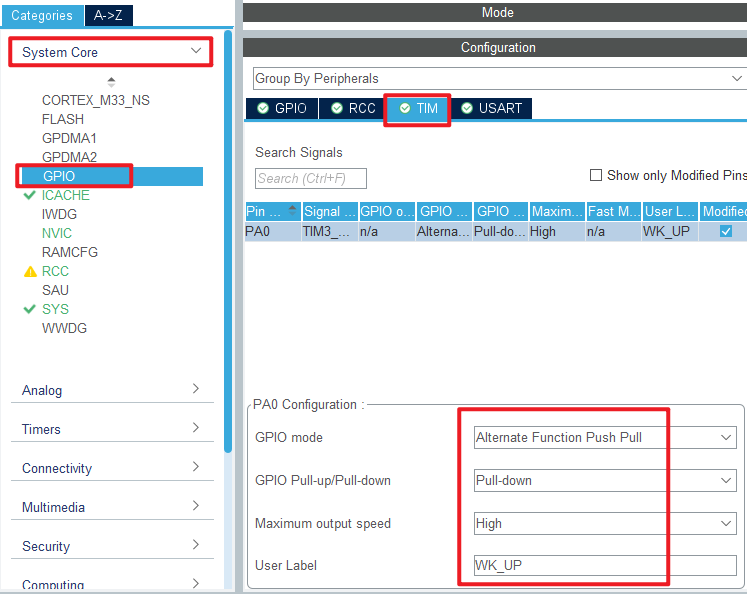 Categories A->Z
System Core
CORTEX_M33_NS
FLASH
GPDMA1
GPDMA2
GPIO
ICACHE
IWDG
NVIC
RAMCFG
RCC
SAU
SYS
WWDG
Analog
Timers
Connectivity
Multimedia
Security
Computing
Mode
Configuration
Group By Peripherals
GPIO RCC TIM USART
Search Signals
Search (Ctrl+F) Show only Modified Pins
Pin ... Signal ... GPIO o... GPIO ... GPIO ... Maxim... Fast M... User L... Modified
PA0 TIM3_... n/a Alterna... Pull-do... High n/a WK_UP
PA0 Configuration :
GPIO mode Alternate Function Push Pull
GPIO Pull-up/Pull-down Pull-down
Maximum output speed High
User Label WK_UP